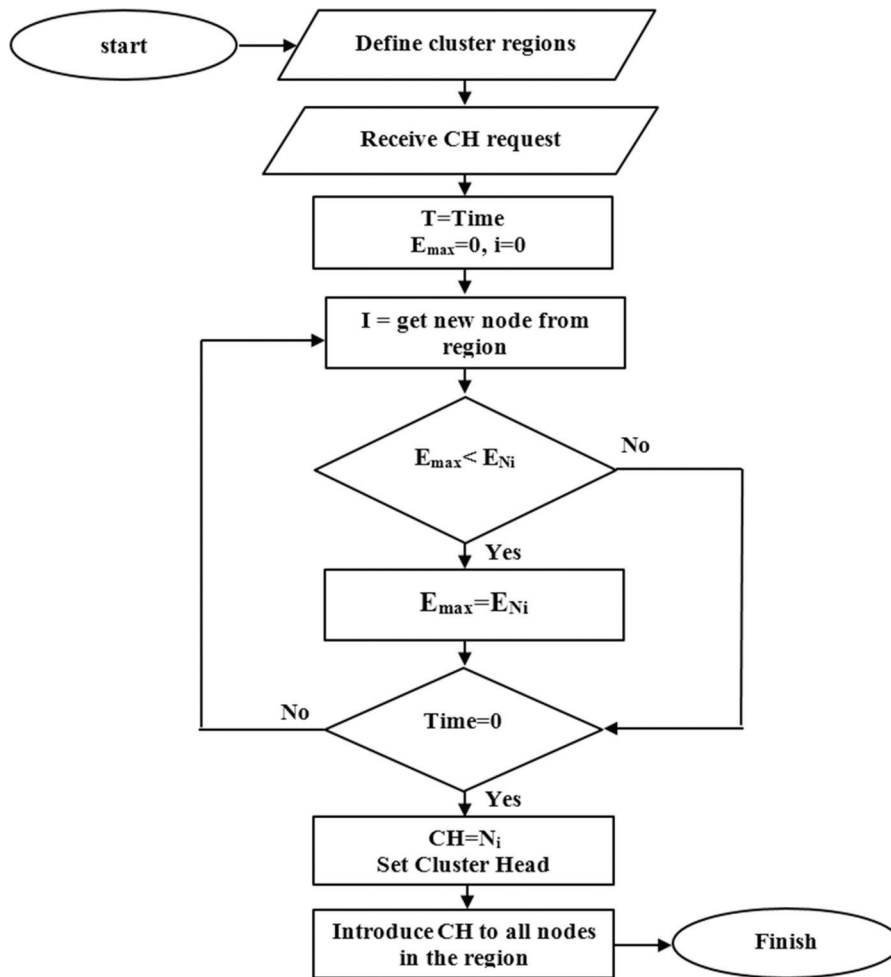 start
Define cluster regions
Receive CH request
T=Time
Emax=0, i=0
I = get new node from
region
Emax< ENi
No
Yes
Emax=ENi
No
Time=0
Yes
CH=Ni
Set Cluster Head
Introduce CH to all nodes
in the region
Finish